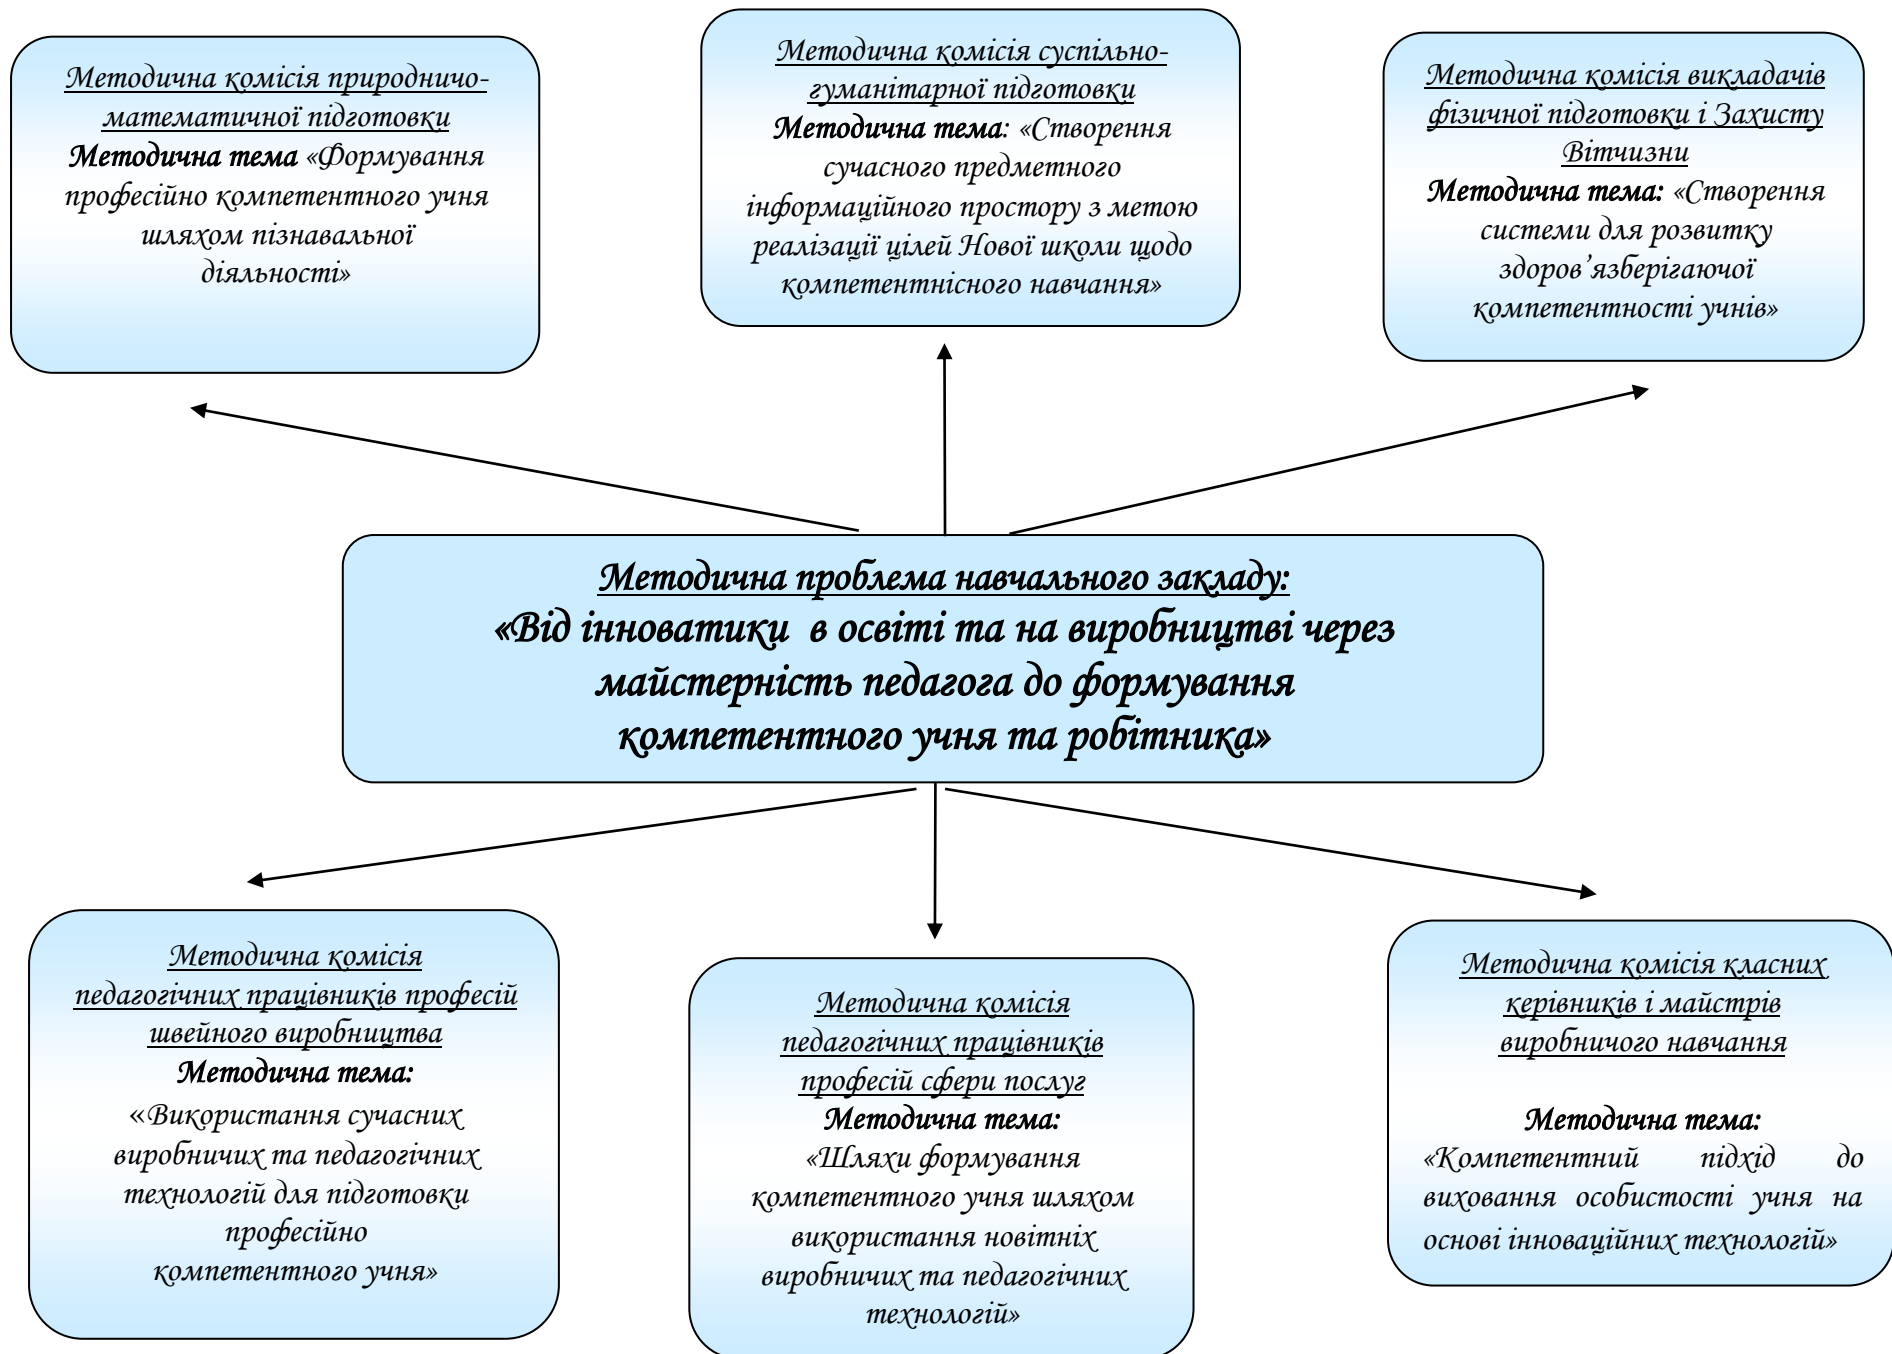 Методична комісія природничо-
математичної підготовки
Методична тема «Формування
професійно компетентного учня
шляхом пізнавальної
діяльності»
Методична комісія суспільно-
гуманітарної підготовки
Методична тема: «Створення
сучасного предметного
інформаційного простору з метою
реалізації цілей Нової школи щодо
компетентнісного навчання»
Методична комісія викладачів
фізичної підготовки і Захисту
Вітчизни
Методична тема: «Створення
системи для розвитку
здоров’язберігаючої
компетентності учнів»
Методична проблема навчального закладу:
«Від інноватики в освіті та на виробництві через
майстерність педагога до формування
компетентного учня та робітника»
Методична комісія
педагогічних працівників професій
швейного виробництва
Методична тема:
«Використання сучасних
виробничих та педагогічних
технологій для підготовки
професійно
компетентного учня»
Методична комісія
педагогічних працівників
професій сфери послуг
Методична тема:
«Шляхи формування
компетентного учня шляхом
використання новітніх
виробничих та педагогічних
технологій»
Методична комісія класних
керівників і майстрів
виробничого навчання
Методична тема:
«Компетентний підхід до
виховання особистості учня на
основі інноваційних технологій»